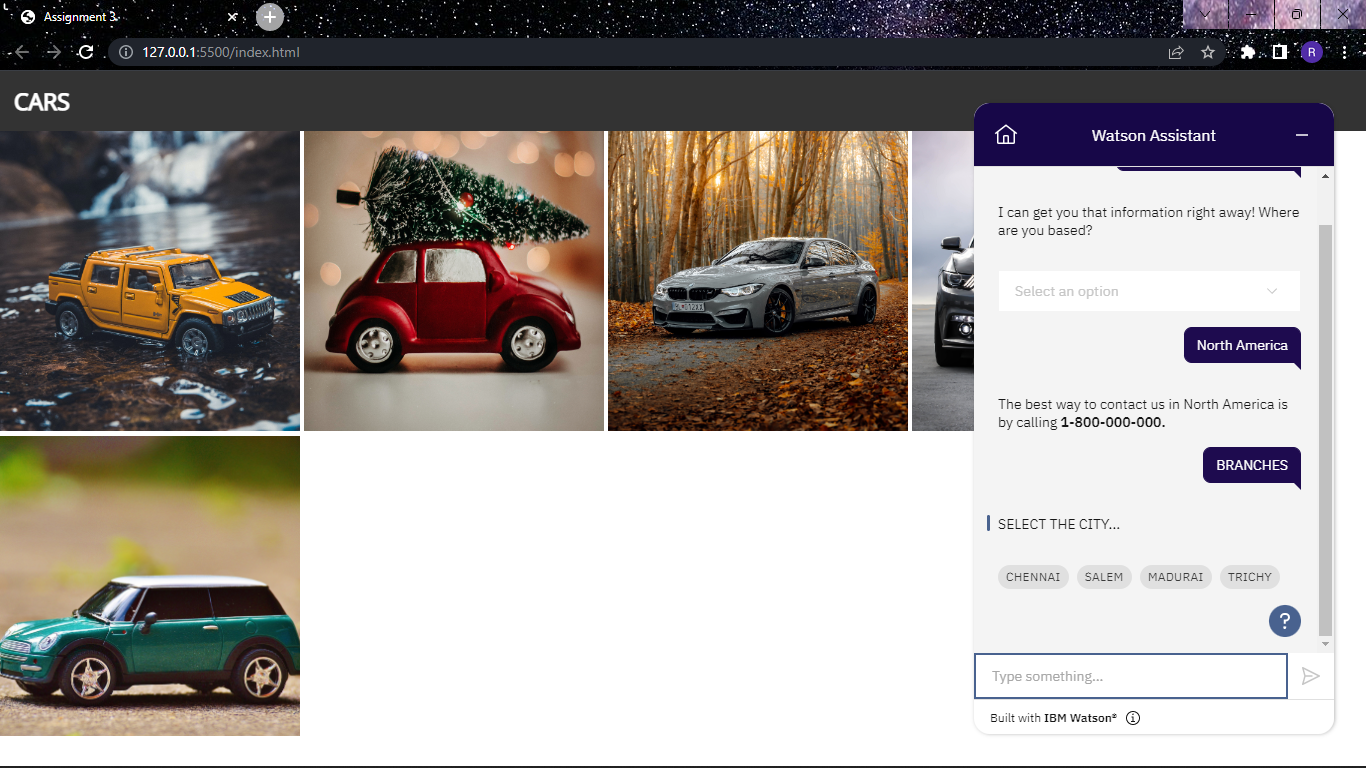 Assignment 3
127.0.0.1:5500/index.html
R
CARS
Watson Assistant
I can get you that information right away! Where
are you based?
Select an option
North America
The best way to contact us in North America is
by calling 1-800-000-000.
BRANCHES
SELECT THE CITY...
CHENNAI SALEM MADURAI TRICHY
?
Type something...
Built with IBM Watson®